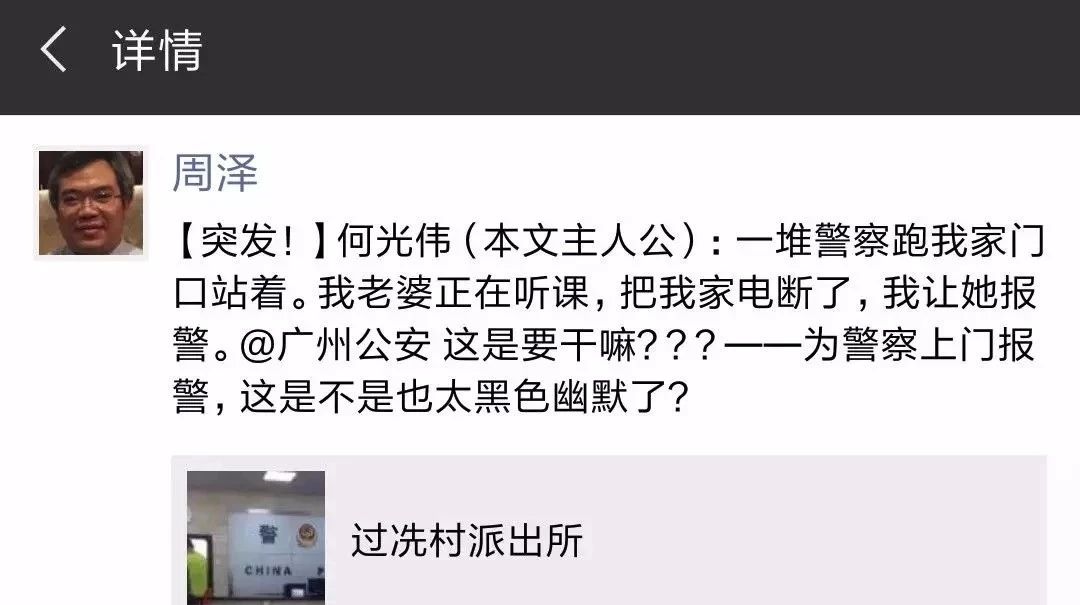 详情
周泽
【突发！】何光伟（本文主人公）：一堆警察跑我家门
口站着。我老婆正在听课，把我家电断了，我让她报
警。@广州公安 这是要干嘛？？？——为警察上门报
警，这是不是也太黑色幽默了？
过冼村派出所
警
CHINA